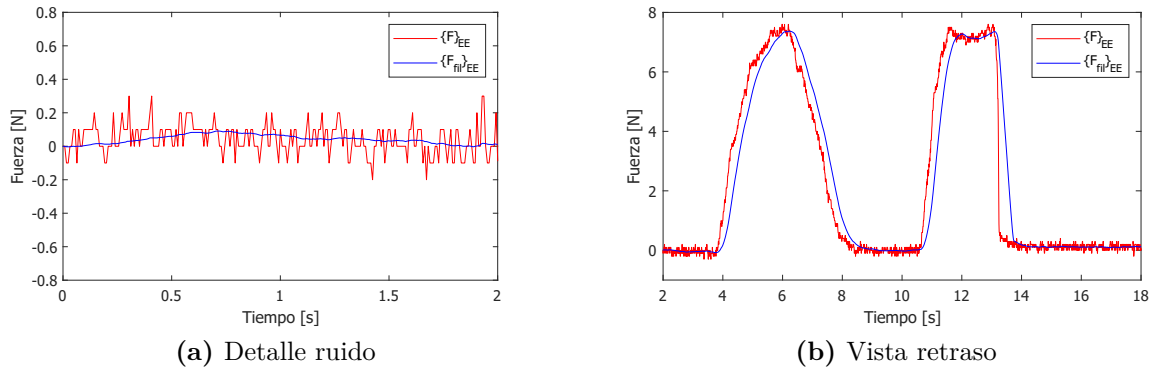 0.8
0.6
0.4
0.2
0
-0.2
-0.4
-0.6
-0.8
Fuerza [N]
0 0.5 1 1.5 2
Tiempo [s]
{F}EE
{Ffil}EE
(a) Detalle ruido
8
6
4
2
0
Fuerza [N]
2 4 6 8 10 12 14 16 18
Tiempo [s]
{F}EE
{Ffil}EE
(b) Vista retraso